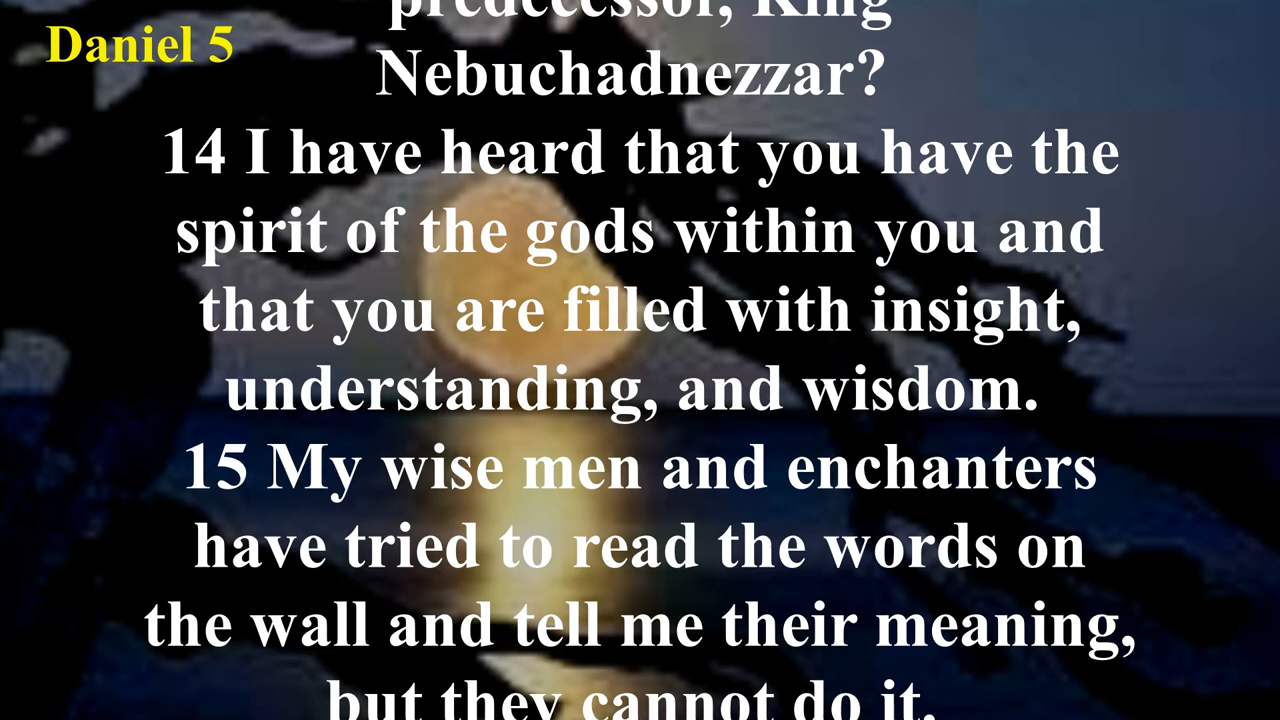 Daniel 5
predecessor, King
Nebuchadnezzar?
14 I have heard that you have the
spirit of the gods within you and
that you are filled with insight,
understanding, and wisdom.
15 My wise men and enchanters
have tried to read the words on
the wall and tell me their meaning,
but they cannot do it.